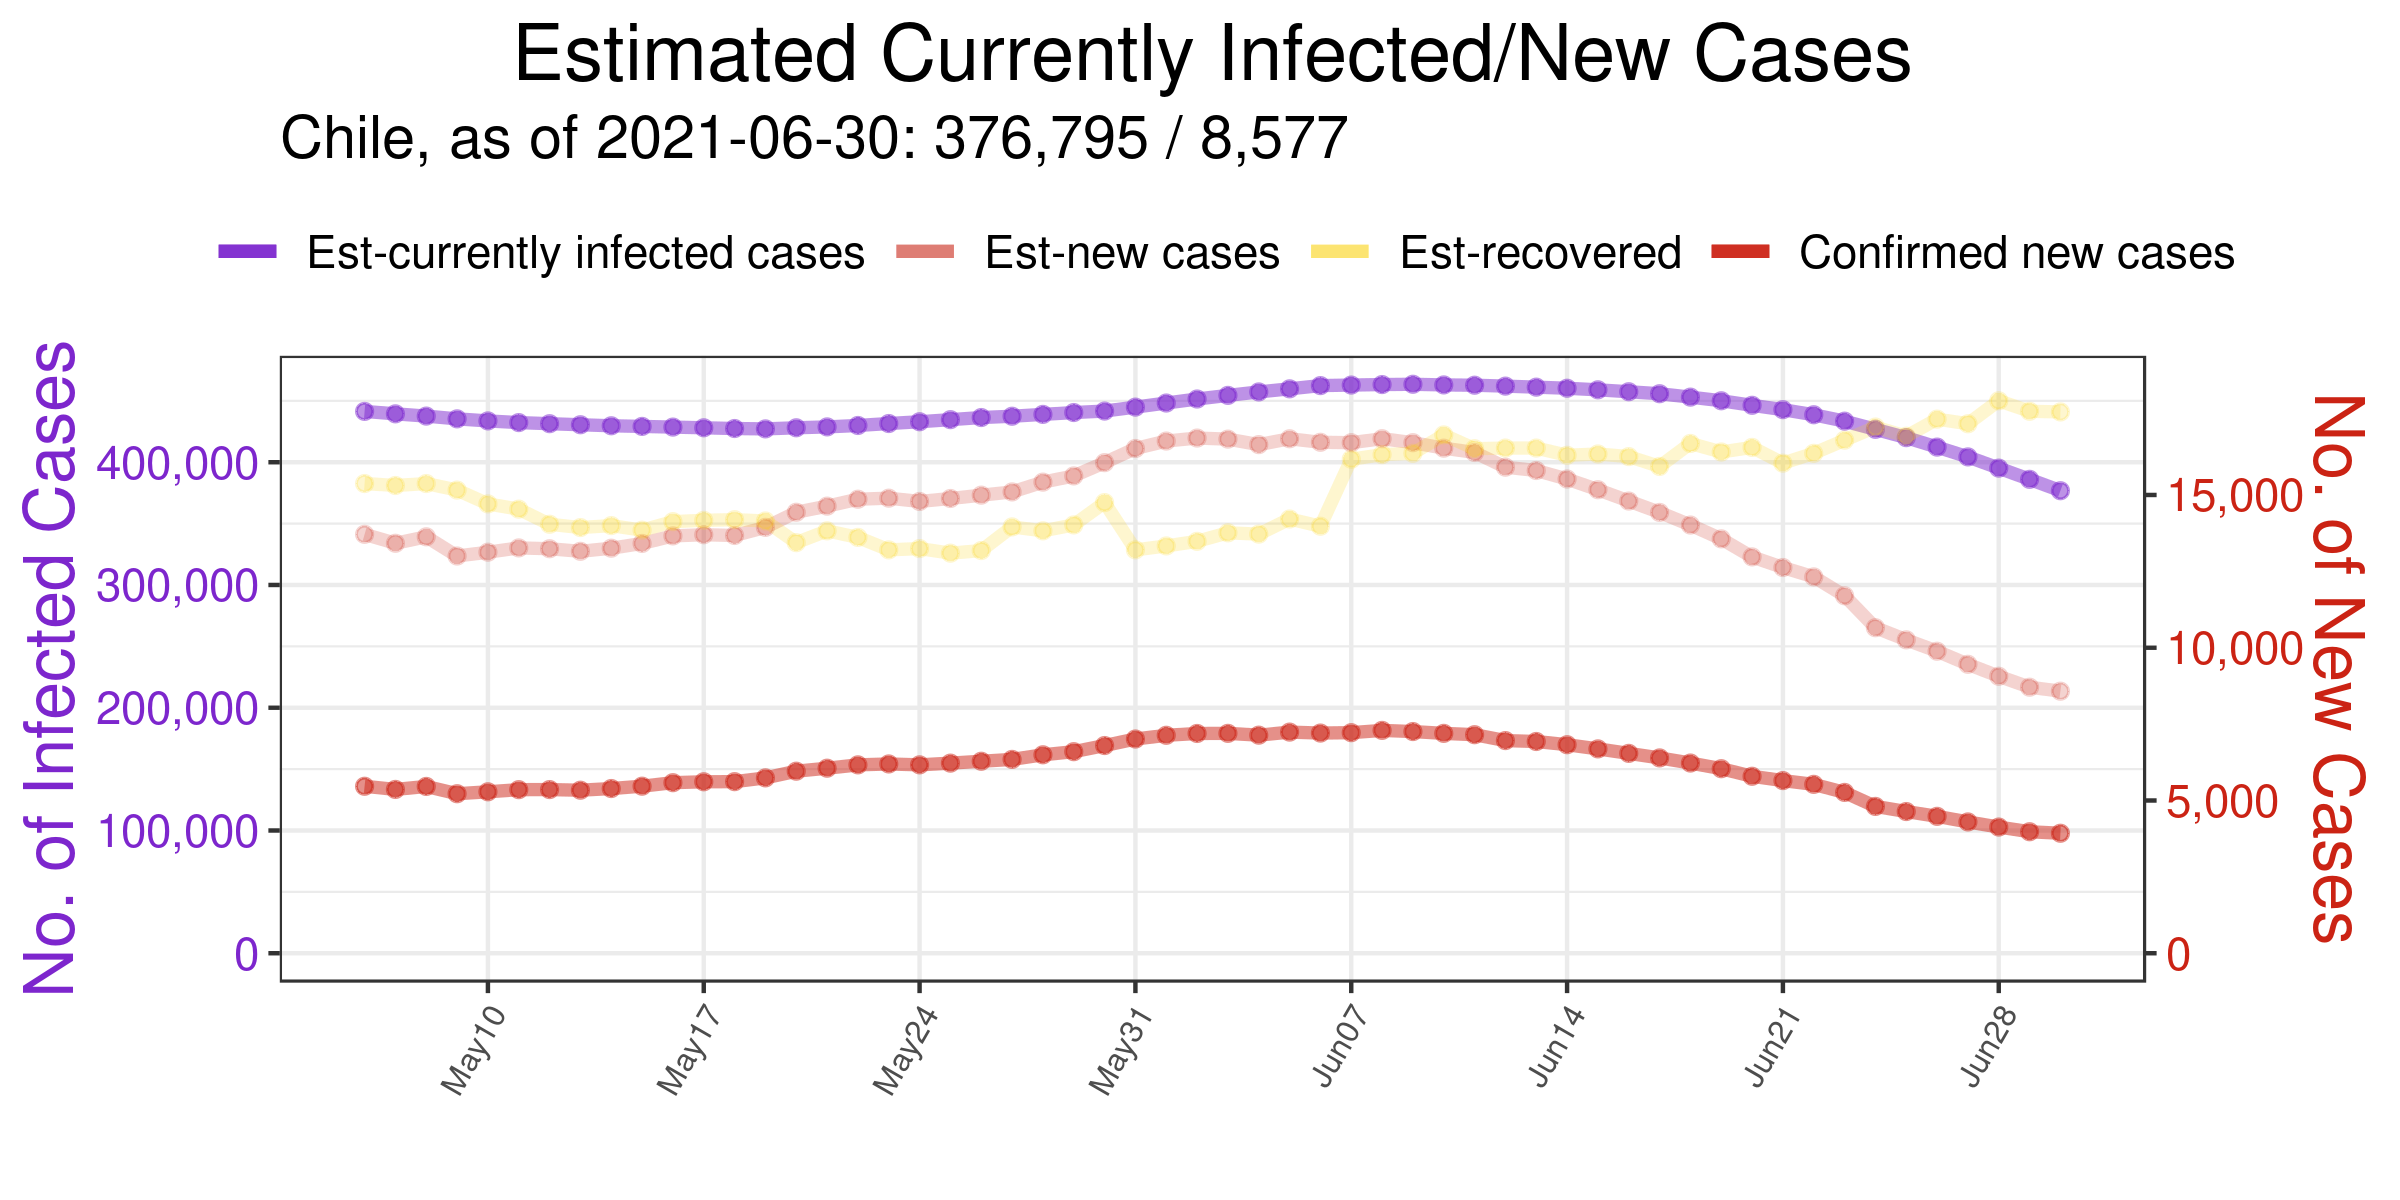 Estimated Currently Infected/New Cases
Chile, as of 2021-06-30: 376,795 / 8,577
Est-currently infected cases Est-new cases Est-recovered Confirmed new cases
No. of Infected Cases
400,000
300,000
200,000
100,000
0
15,000
10,000
5,000
0
No. of New Cases
May10 May17 May24 May31 Jun07 Jun14 Jun21 Jun28